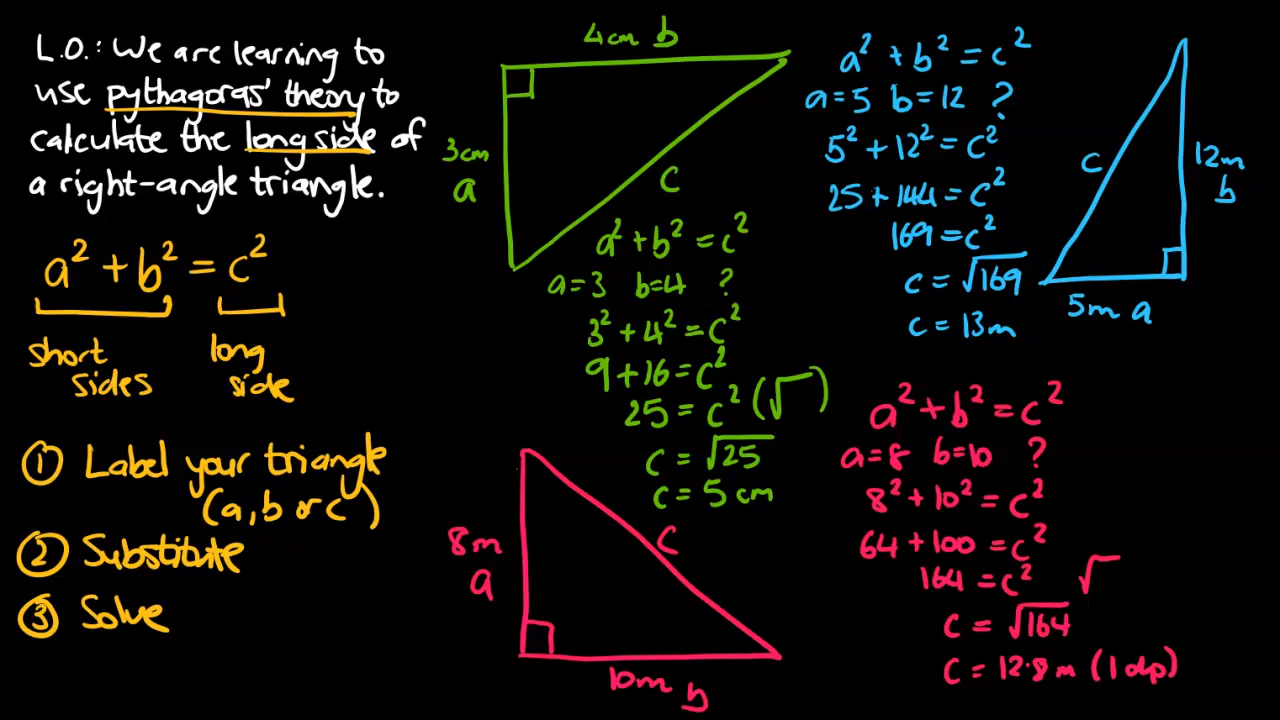 L.O.: We are learning to
use pythagoras' theory to
calculate the long side of
a right-angle triangle.
a² + b² = c²
short sides
long side
① Label your triangle
(a, b or c)
② Substitute
③ Solve
4cm b
3cm
a
c
a² + b² = c²
a=3 b=4 ?
3² + 4² = c²
9 + 16 = c²
25 = c² (√)
c = √25
c = 5 cm
a² + b² = c²
a=5 b=12 ?
5² + 12² = c²
25 + 144 = c²
169 = c²
c = √169
c = 13m
c
12m
b
5m a
8m
a
c
10m b
a² + b² = c²
a=8 b=10 ?
8² + 10² = c²
64 + 100 = c²
164 = c² √
c = √164
c = 12.8 m (1dp)